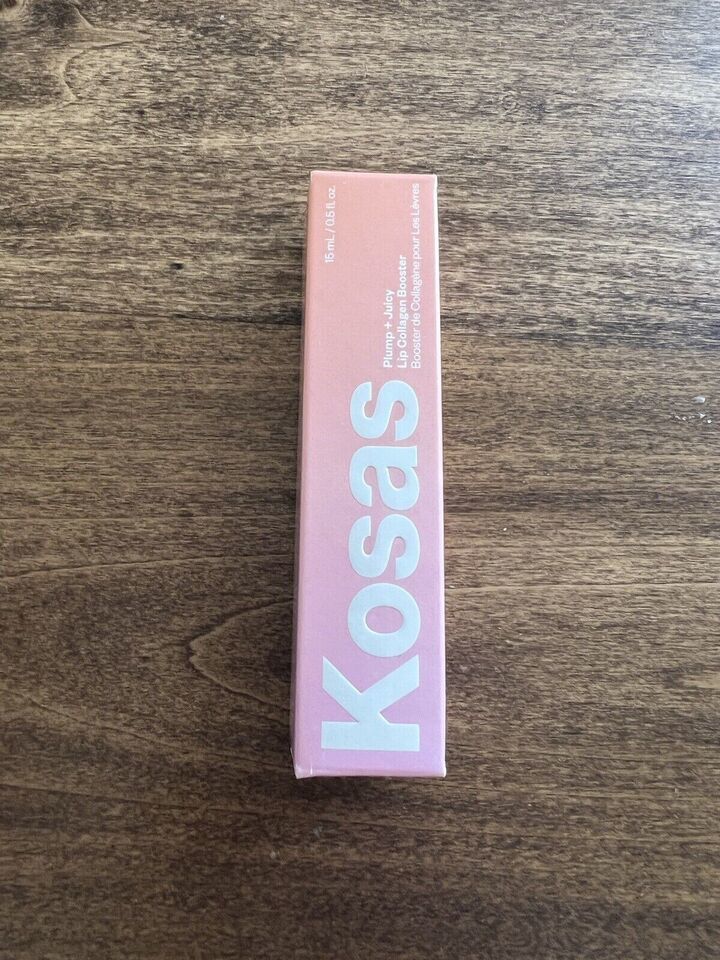 Kosas
Plump + Juicy
Lip Collagen Booster
Booster de Collagène pour Les Lèvres
15 mL / 0.5 fl. oz.